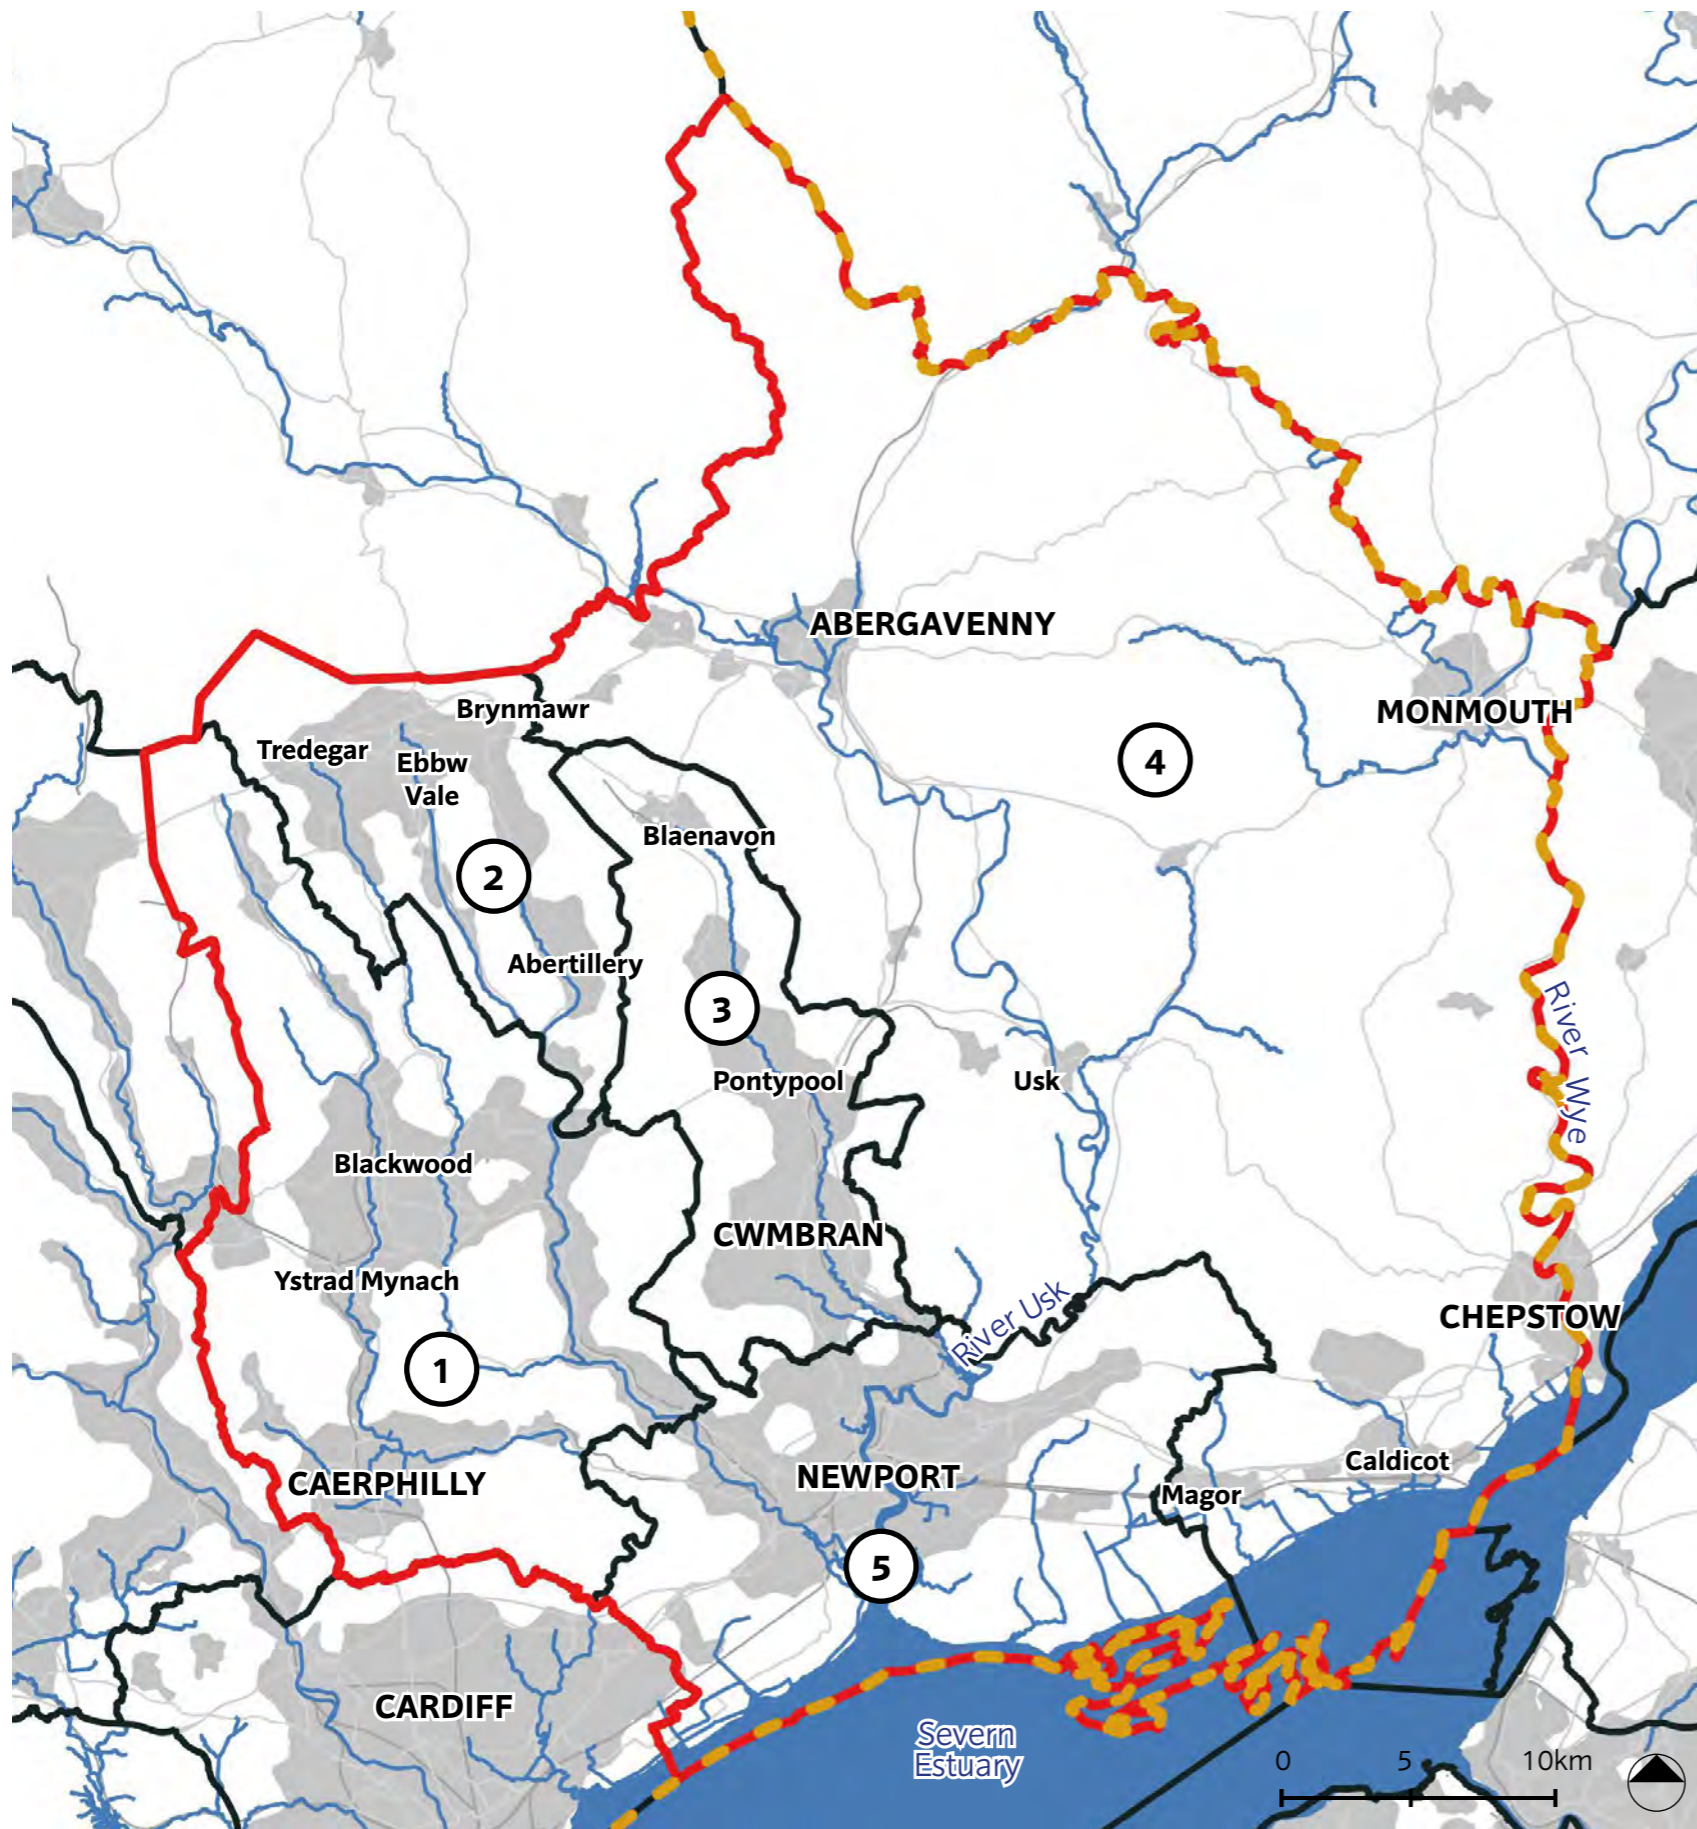 ABERGAVENNY
MONMOUTH
Brynmawr
Tredegar
Ebbw
Vale
4
Blaenavon
2
Abertillery
3
River Wye
Pontypool
Usk
Blackwood
CWMBRAN
Ystrad Mynach
River Usk
CHEPSTOW
1
Caldicot
CAERPHILLY
NEWPORT
Magor
5
CARDIFF
Severn
Estuary
0 5 10km